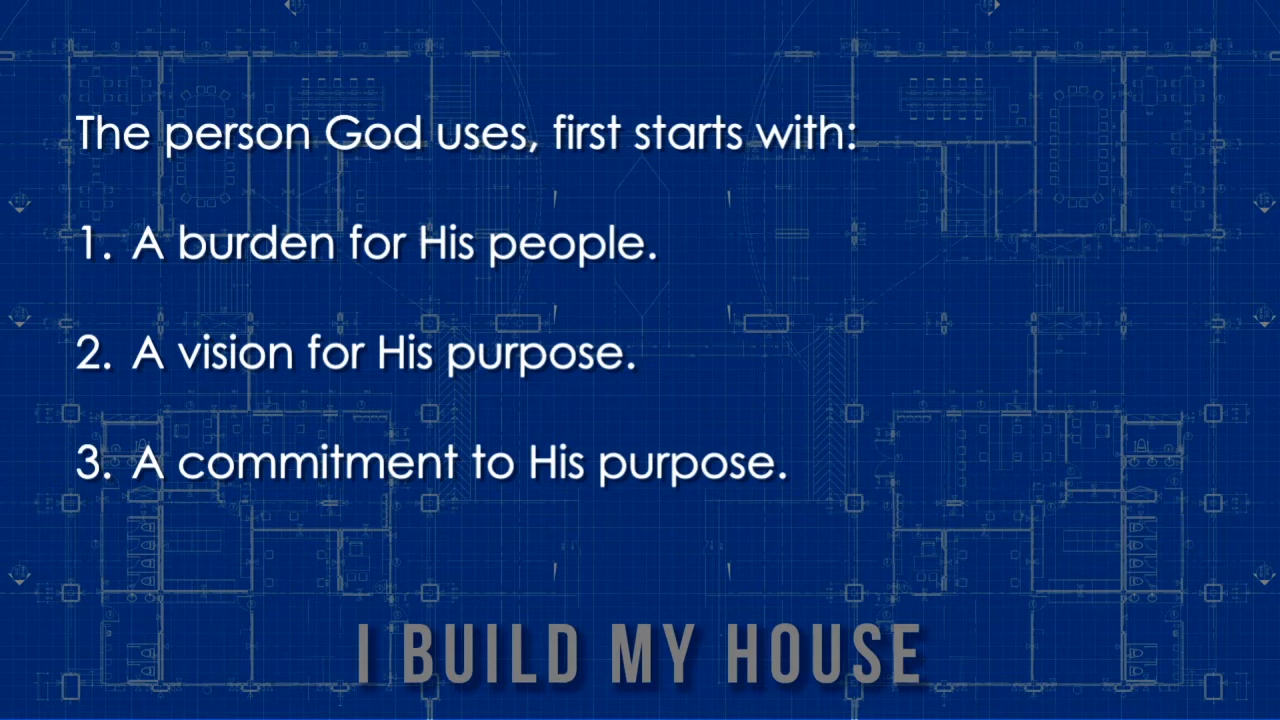 The person God uses, first starts with:
1. A burden for His people.
2. A vision for His purpose.
3. A commitment to His purpose.
I BUILD MY HOUSE